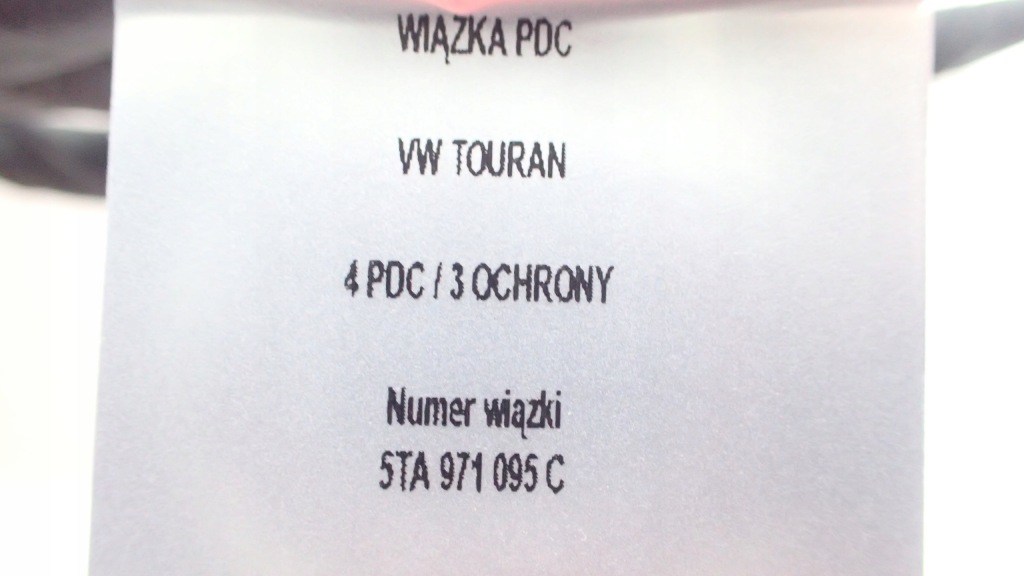 WIĄZKA PDC
VW TOURAN
4 PDC / 3 OCHRONY
Numer wiązki
5TA 971 095 C